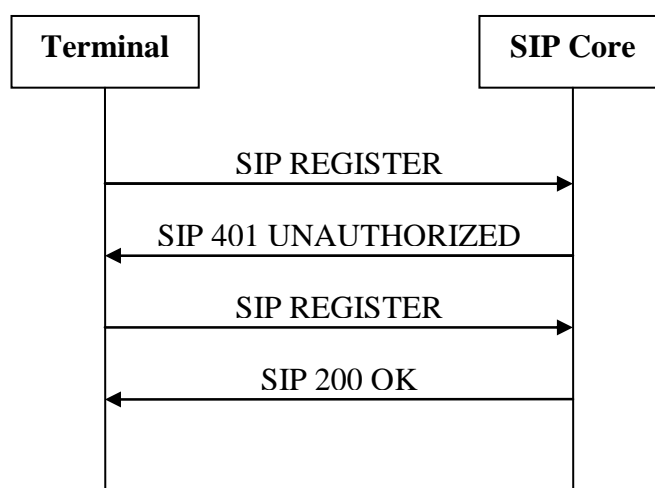 Terminal
SIP Core
SIP REGISTER
SIP 401 UNAUTHORIZED
SIP REGISTER
SIP 200 OK